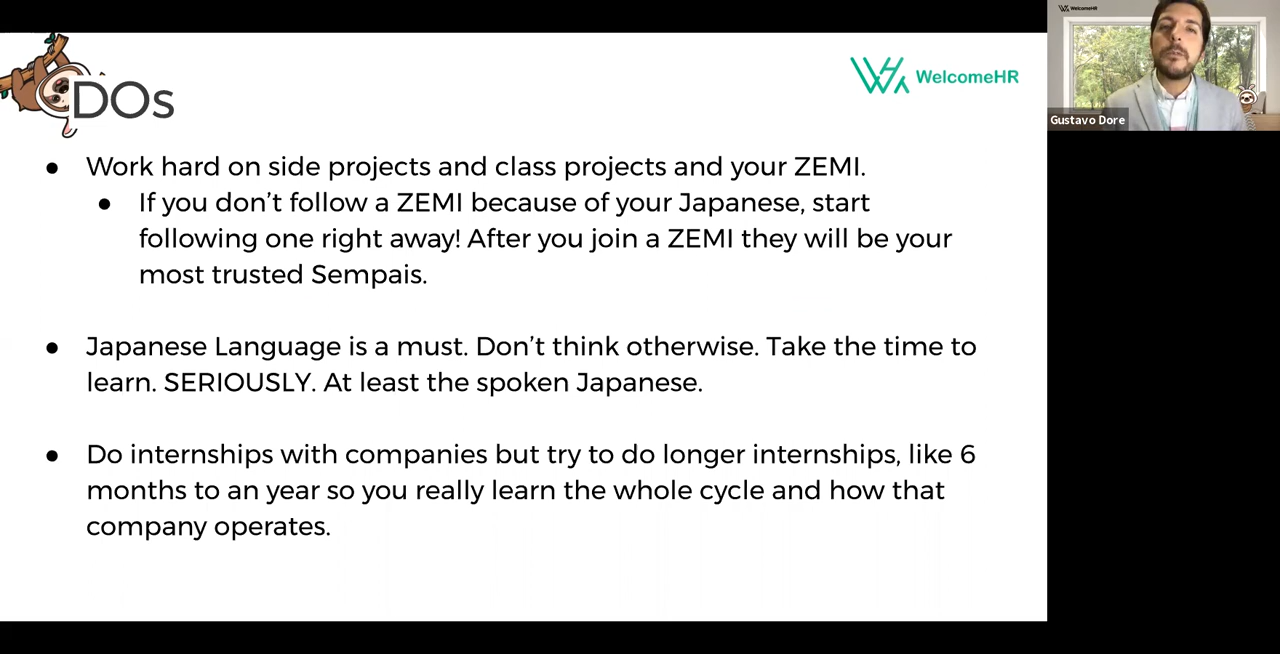 DOs
WelcomeHR
● Work hard on side projects and class projects and your ZEMI.
● If you don’t follow a ZEMI because of your Japanese, start
following one right away! After you join a ZEMI they will be your
most trusted Sempais.
● Japanese Language is a must. Don’t think otherwise. Take the time to
learn. SERIOUSLY. At least the spoken Japanese.
● Do internships with companies but try to do longer internships, like 6
months to an year so you really learn the whole cycle and how that
company operates.
WelcomeHR
Gustavo Dore